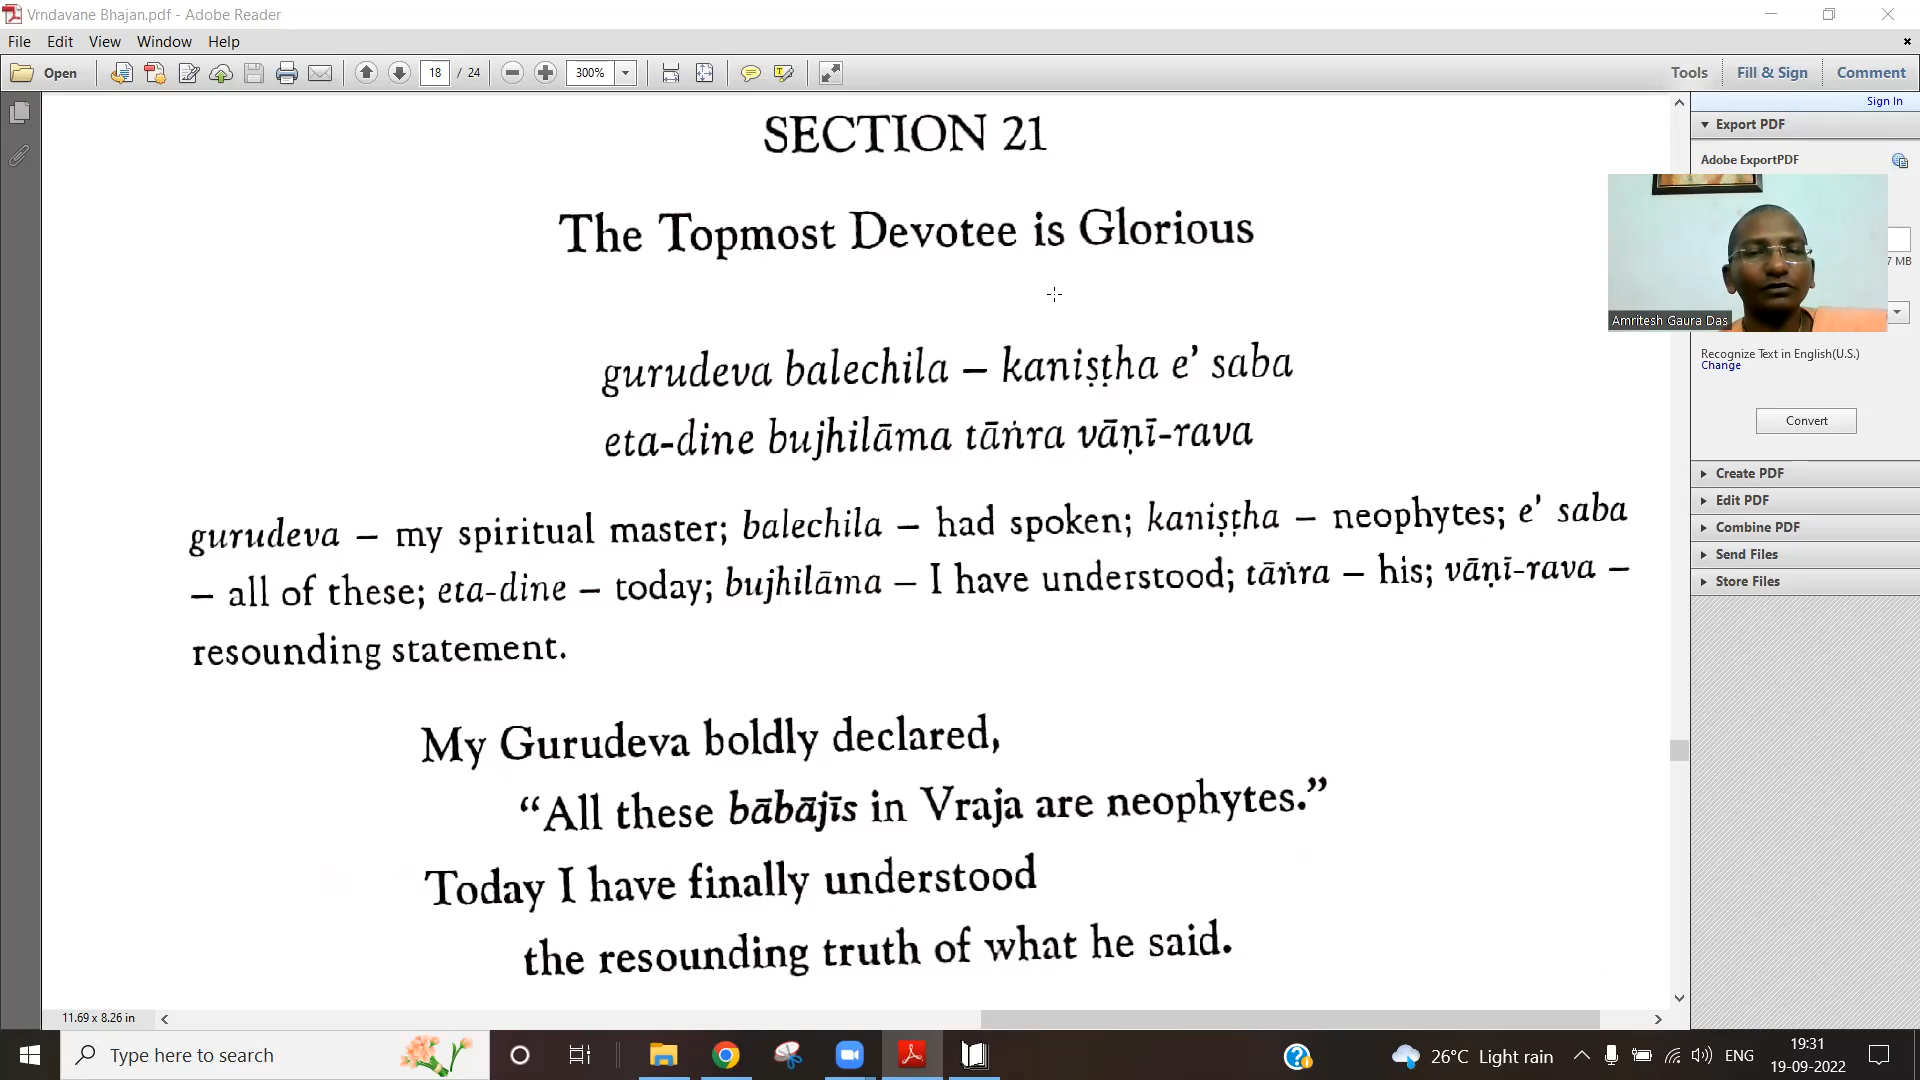 Vrndavane Bhajan.pdf - Adobe Reader
File Edit View Window Help
Open 18 / 24 300% Tools Fill & Sign Comment
Sign In
Export PDF
Adobe ExportPDF
7 MB
Amritesh Gaura Das
Recognize Text in English(U.S.)
Change
Convert
Create PDF
Edit PDF
Combine PDF
Send Files
Store Files
SECTION 21
The Topmost Devotee is Glorious
gurudeva balechila – kaniṣṭha e’ saba
eta-dine bujhilāma tāṅra vāṇī-rava
gurudeva – my spiritual master; balechila – had spoken; kaniṣṭha – neophytes; e’ saba
– all of these; eta-dine – today; bujhilāma – I have understood; tāṅra – his; vāṇī-rava –
resounding statement.
My Gurudeva boldly declared,
“All these bābājīs in Vraja are neophytes.”
Today I have finally understood
the resounding truth of what he said.
11.69 x 8.26 in
Type here to search
26°C Light rain
ENG
19:31
19-09-2022